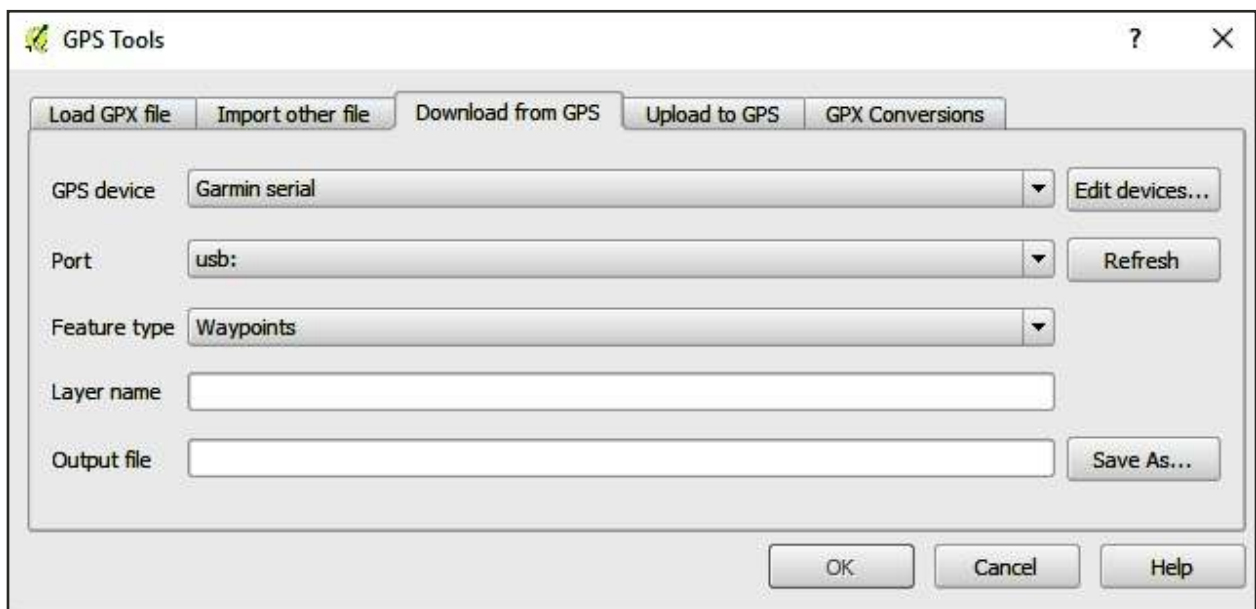 GPS Tools ?
Load GPX file Import other file Download from GPS Upload to GPS GPX Conversions
GPS device Garmin serial Edit devices...
Port usb: Refresh
Feature type Waypoints
Layer name
Output file Save As...
OK Cancel Help